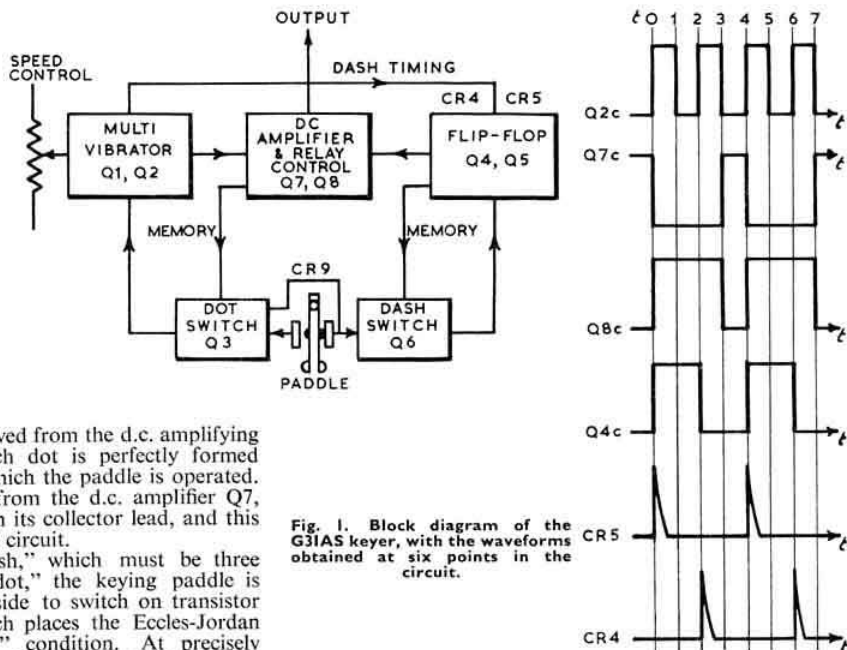 OUTPUT
SPEED
CONTROL
DASH TIMING
CR4 CR5
MULTI
VIBRATOR
Q1, Q2
DC
AMPLIFIER
& RELAY
CONTROL
Q7, Q8
FLIP-FLOP
Q4, Q5
MEMORY
MEMORY
CR9
DOT
SWITCH
Q3
DASH
SWITCH
Q6
PADDLE
t 0 1 2 3 4 5 6 7
Q2c t
Q7c t
Q8c t
Q4c t
CR5 t
CR4 t
ved from the d.c. amplifying
ch dot is perfectly formed
hich the paddle is operated.
from the d.c. amplifier Q7,
n its collector lead, and this
circuit.
sh," which must be three
dot," the keying paddle is
side to switch on transistor
ch places the Eccles-Jordan
" condition. At precisely
Fig. 1. Block diagram of the
G3IAS keyer, with the waveforms
obtained at six points in the
circuit.